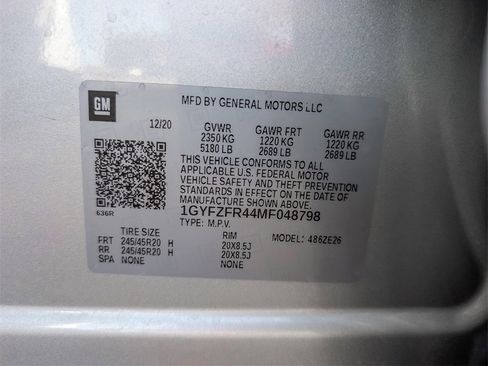 GM
MFD BY GENERAL MOTORS LLC
12/20 GVWR GAWR FRT GAWR RR
2350 KG 1220 KG 1220 KG
5180 LB 2689 LB 2689 LB
THIS VEHICLE CONFORMS TO ALL
APPLICABLE U.S. FEDERAL MOTOR
VEHICLE SAFETY AND THEFT PREVENTION
STANDARDS IN EFFECT ON THE DATE OF
MANUFACTURE SHOWN ABOVE.
636R 1GYFZFR44MF048798
TYPE: M.P.V.
TIRE SIZE RIM MODEL: 486ZE26
FRT 245/45R20 H 20X8.5J
RR 245/45R20 H 20X8.5J
SPA NONE NONE